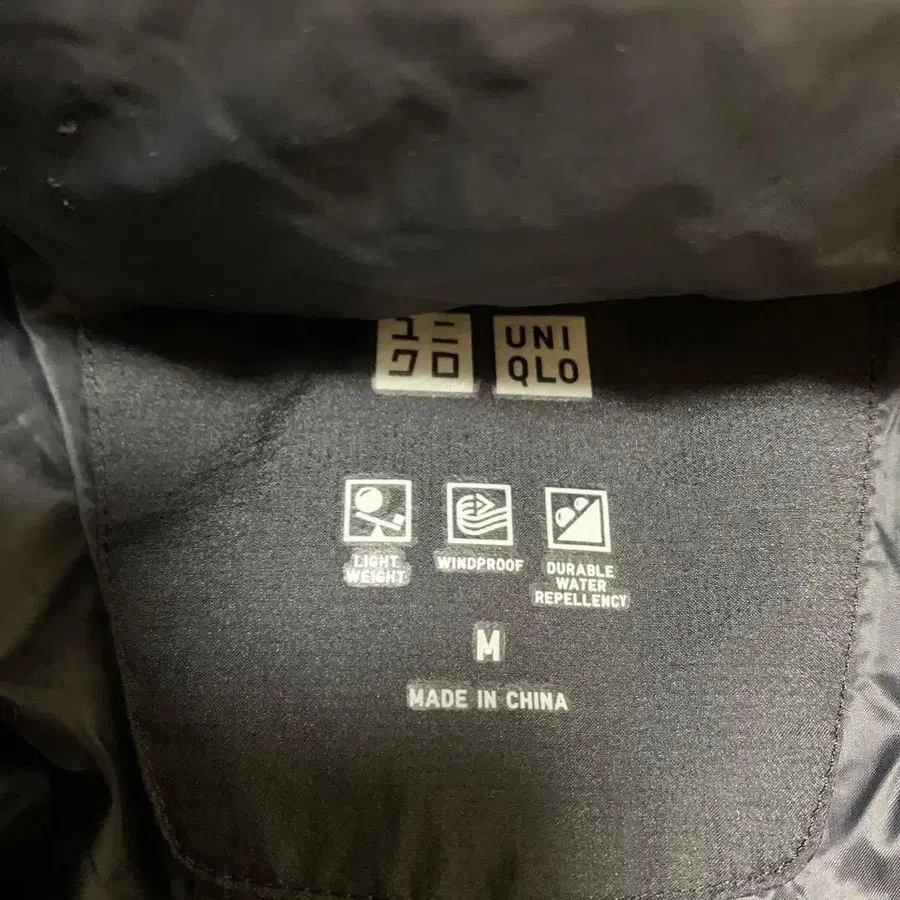 ユニ
クロ
UNI
QLO
LIGHT
WEIGHT
WINDPROOF
DURABLE
WATER
REPELLENCY
M
MADE IN CHINA